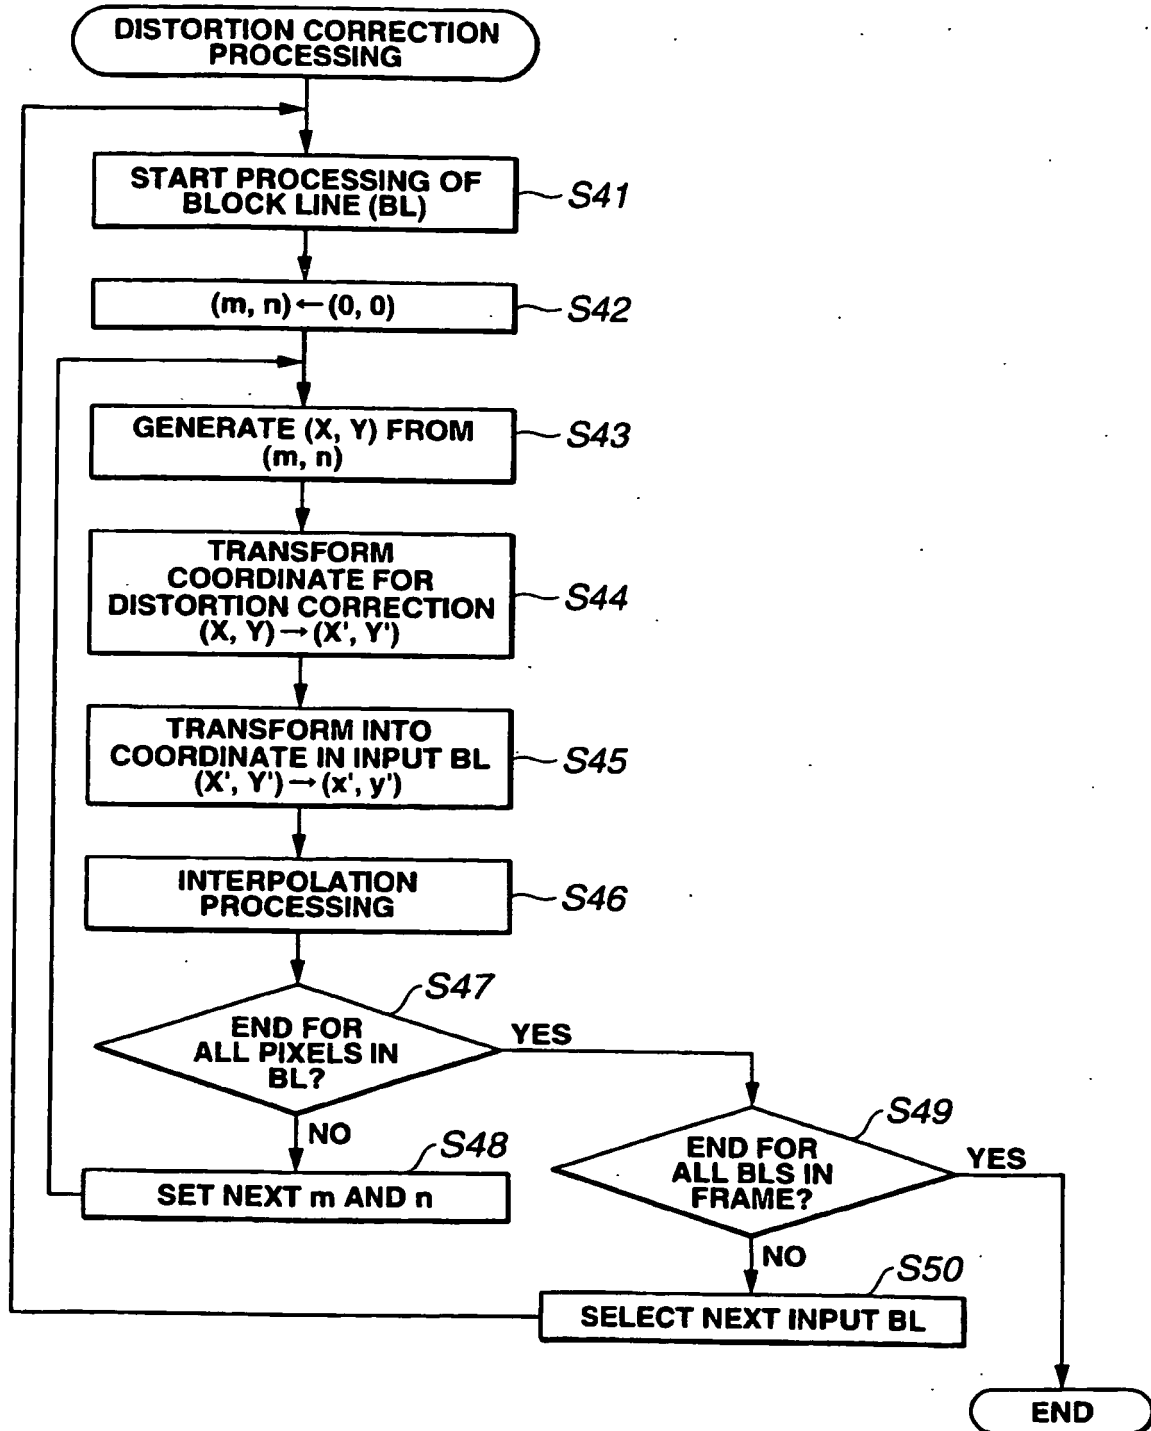 DISTORTION CORRECTION
PROCESSING
START PROCESSING OF
BLOCK LINE (BL)
S41
(m, n) ← (0, 0)
S42
GENERATE (X, Y) FROM
(m, n)
S43
TRANSFORM
COORDINATE FOR
DISTORTION CORRECTION
(X, Y) → (X', Y')
S44
TRANSFORM INTO
COORDINATE IN INPUT BL
(X', Y') → (x', y')
S45
INTERPOLATION
PROCESSING
S46
S47
END FOR
ALL PIXELS IN
BL?
YES
NO
S48
SET NEXT m AND n
S49
END FOR
ALL BLS IN
FRAME?
YES
NO
S50
SELECT NEXT INPUT BL
END